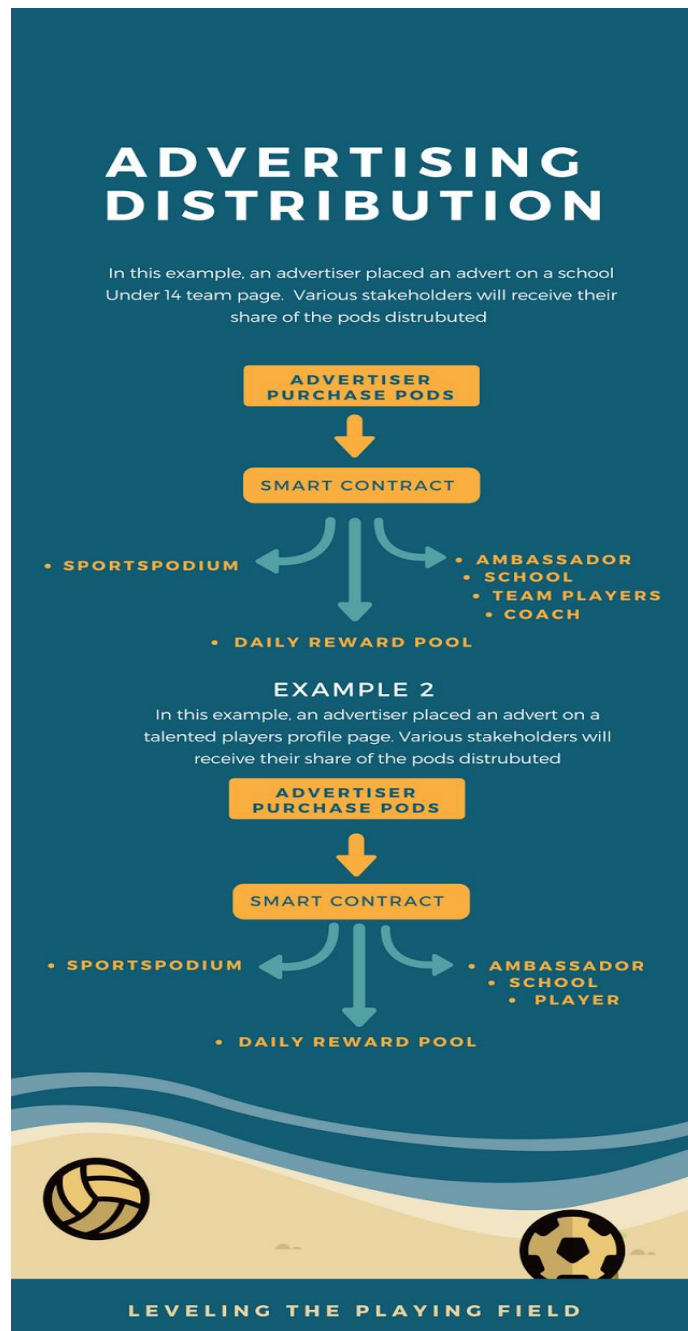 ADVERTISING
DISTRIBUTION
In this example, an advertiser placed an advert on a school
Under 14 team page. Various stakeholders will receive their
share of the pods distrubuted
ADVERTISER
PURCHASE PODS
SMART CONTRACT
• SPORTSPODIUM
• AMBASSADOR
• SCHOOL
• TEAM PLAYERS
• COACH
• DAILY REWARD POOL
EXAMPLE 2
In this example, an advertiser placed an advert on a
talented players profile page. Various stakeholders will
receive their share of the pods distrubuted
ADVERTISER
PURCHASE PODS
SMART CONTRACT
• SPORTSPODIUM
• AMBASSADOR
• SCHOOL
• PLAYER
• DAILY REWARD POOL
LEVELING THE PLAYING FIELD